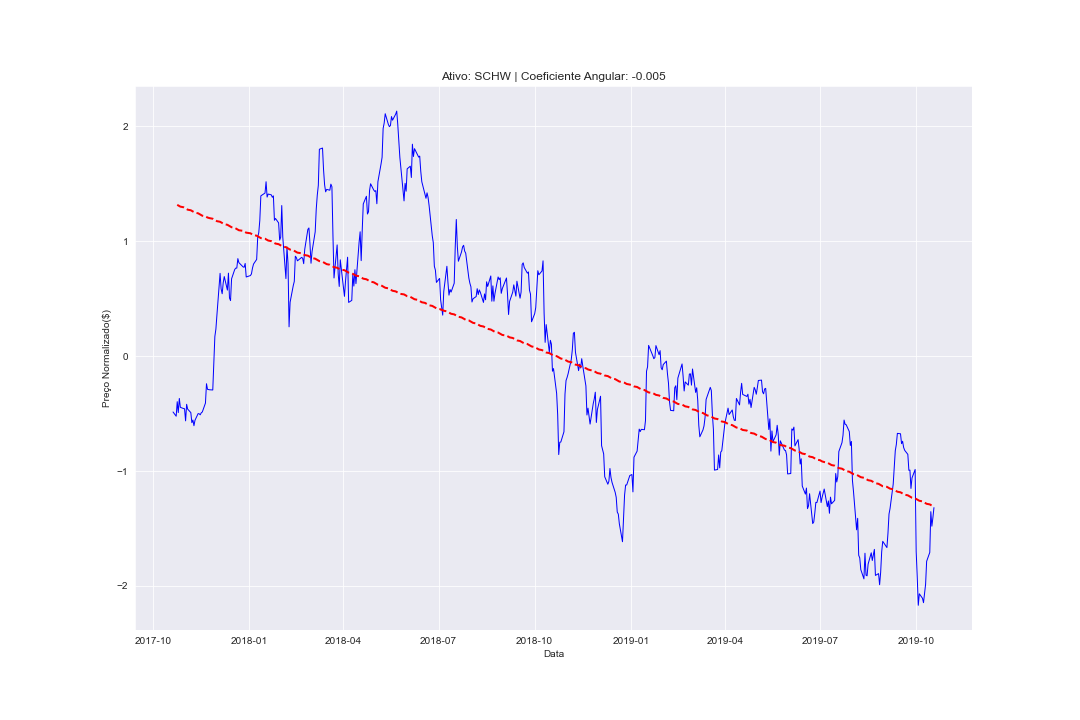 Ativo: SCHW | Coeficiente Angular: -0.005
Preço Normalizado($)
2
1
0
−1
−2
2017-10 2018-01 2018-04 2018-07 2018-10 2019-01 2019-04 2019-07 2019-10
Data